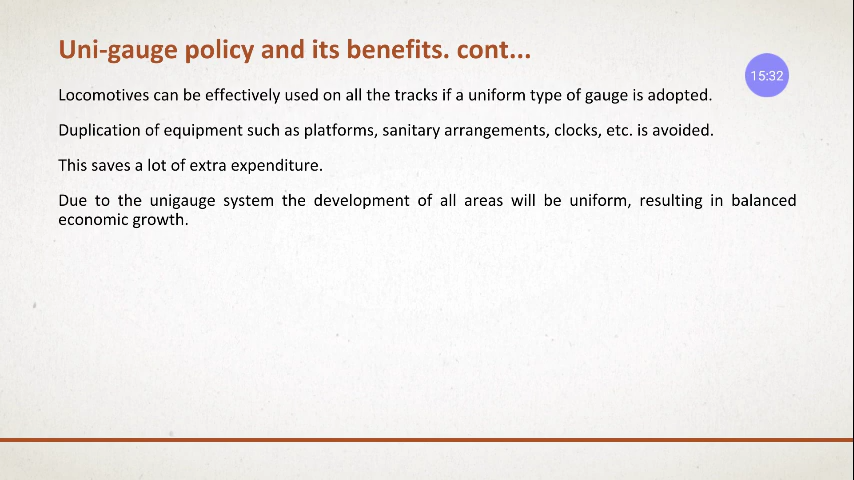 Uni-gauge policy and its benefits. cont...
15:32
Locomotives can be effectively used on all the tracks if a uniform type of gauge is adopted.
Duplication of equipment such as platforms, sanitary arrangements, clocks, etc. is avoided.
This saves a lot of extra expenditure.
Due to the unigauge system the development of all areas will be uniform, resulting in balanced
economic growth.